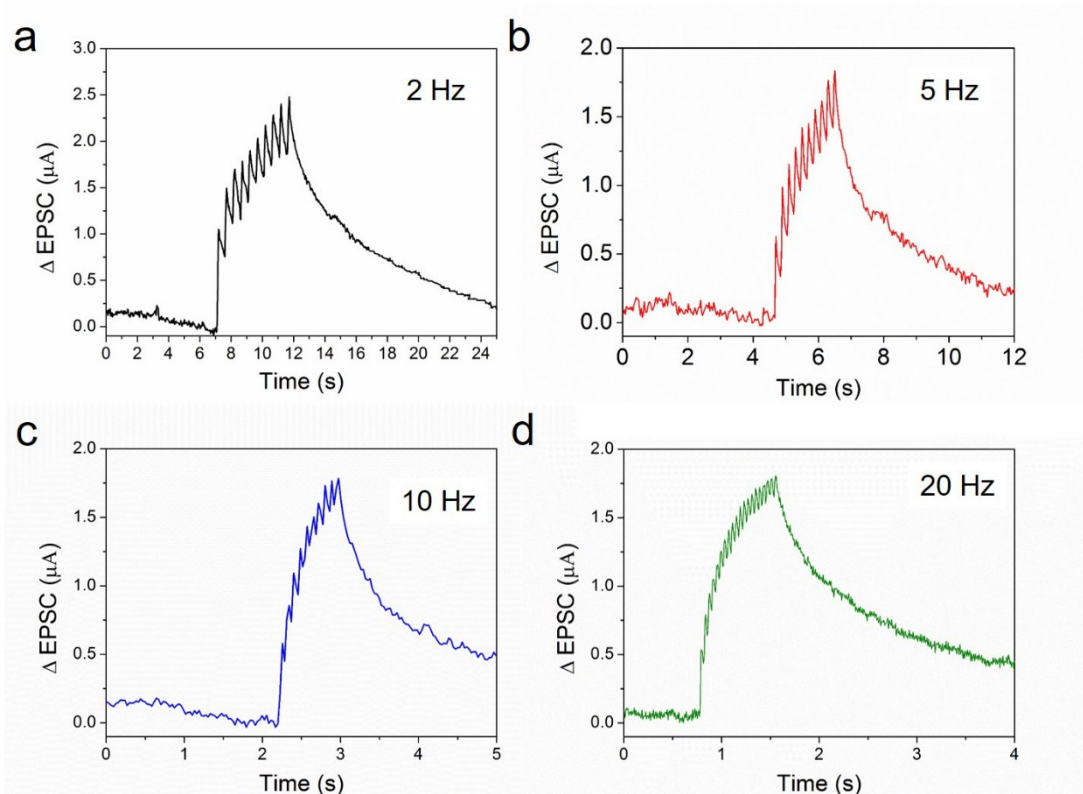 a
3.0
2.5
2.0
1.5
1.0
0.5
0.0
Δ EPSC (μA)
2 Hz
0 2 4 6 8 10 12 14 16 18 20 22 24
Time (s)
b
2.0
1.5
1.0
0.5
0.0
Δ EPSC (μA)
5 Hz
0 2 4 6 8 10 12
Time (s)
c
2.0
1.5
1.0
0.5
0.0
Δ EPSC (μA)
10 Hz
0 1 2 3 4 5
Time (s)
d
2.0
1.5
1.0
0.5
0.0
Δ EPSC (μA)
20 Hz
0 1 2 3 4
Time (s)